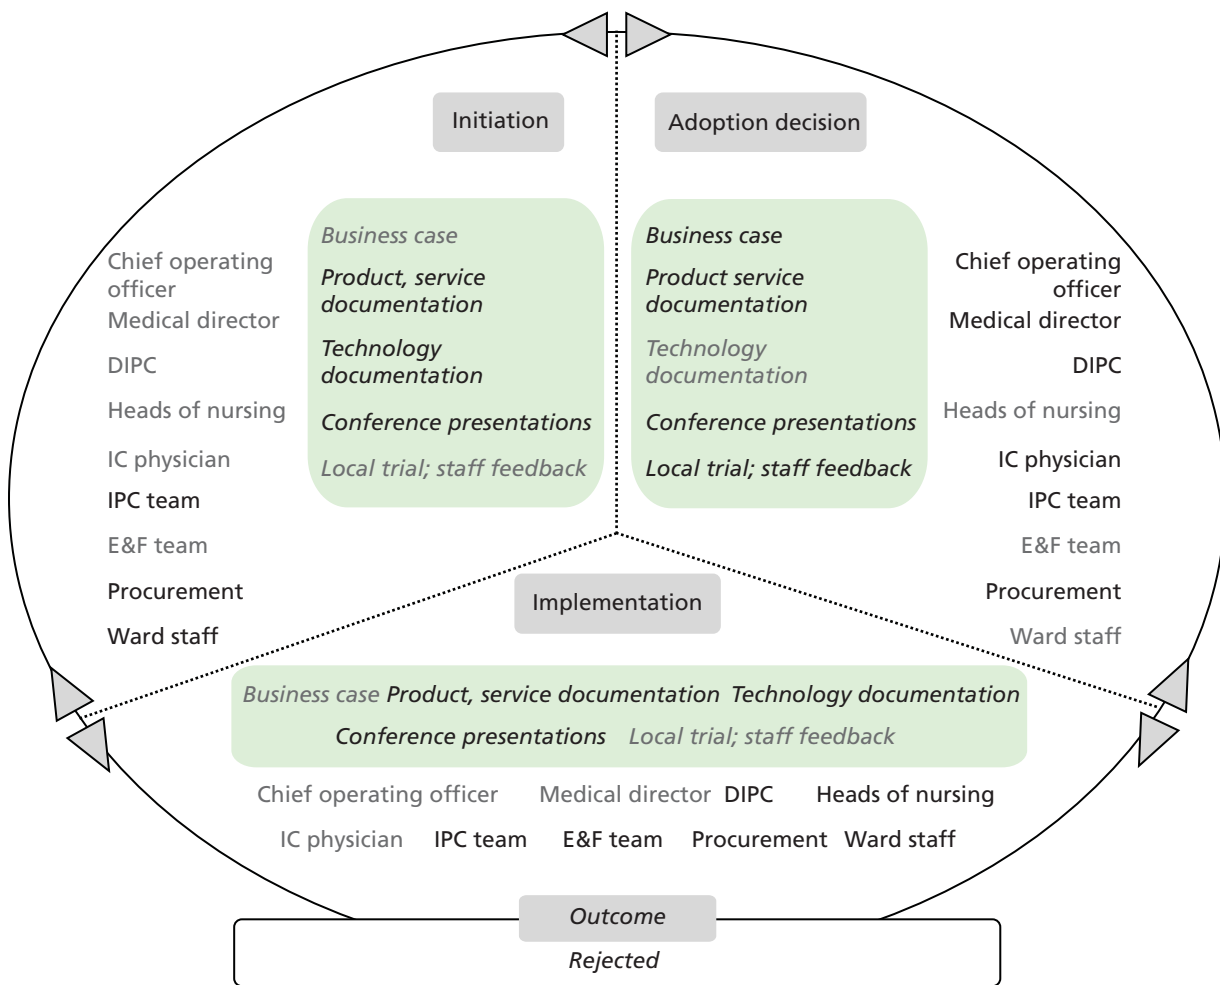 Initiation
Adoption decision
Business case
Product, service
documentation
Technology
documentation
Conference presentations
Local trial; staff feedback
Business case
Product service
documentation
Technology
documentation
Conference presentations
Local trial; staff feedback
Chief operating
officer
Medical director
DIPC
Heads of nursing
IC physician
IPC team
E&F team
Procurement
Ward staff
Chief operating
officer
Medical director
DIPC
Heads of nursing
IC physician
IPC team
E&F team
Procurement
Ward staff
Implementation
Business case Product, service documentation Technology documentation
Conference presentations Local trial; staff feedback
Chief operating officer Medical director DIPC Heads of nursing
IC physician IPC team E&F team Procurement Ward staff
Outcome
Rejected